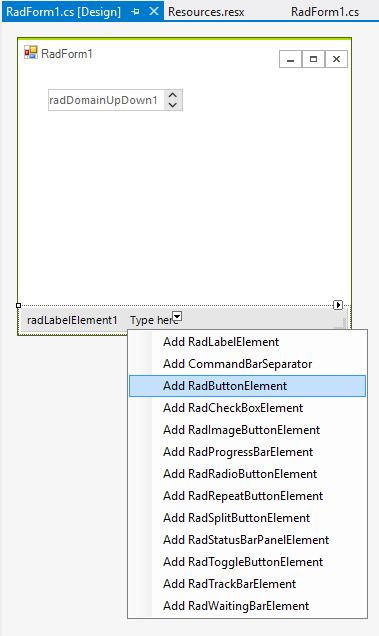 RadForm1.cs [Design] Resources.resx RadForm1.cs
RadForm1
radDomainUpDown1
radLabelElement1 Type here
Add RadLabelElement
Add CommandBarSeparator
Add RadButtonElement
Add RadCheckBoxElement
Add RadImageButtonElement
Add RadProgressBarElement
Add RadRadioButtonElement
Add RadRepeatButtonElement
Add RadSplitButtonElement
Add RadStatusBarPanelElement
Add RadToggleButtonElement
Add RadTrackBarElement
Add RadWaitingBarElement